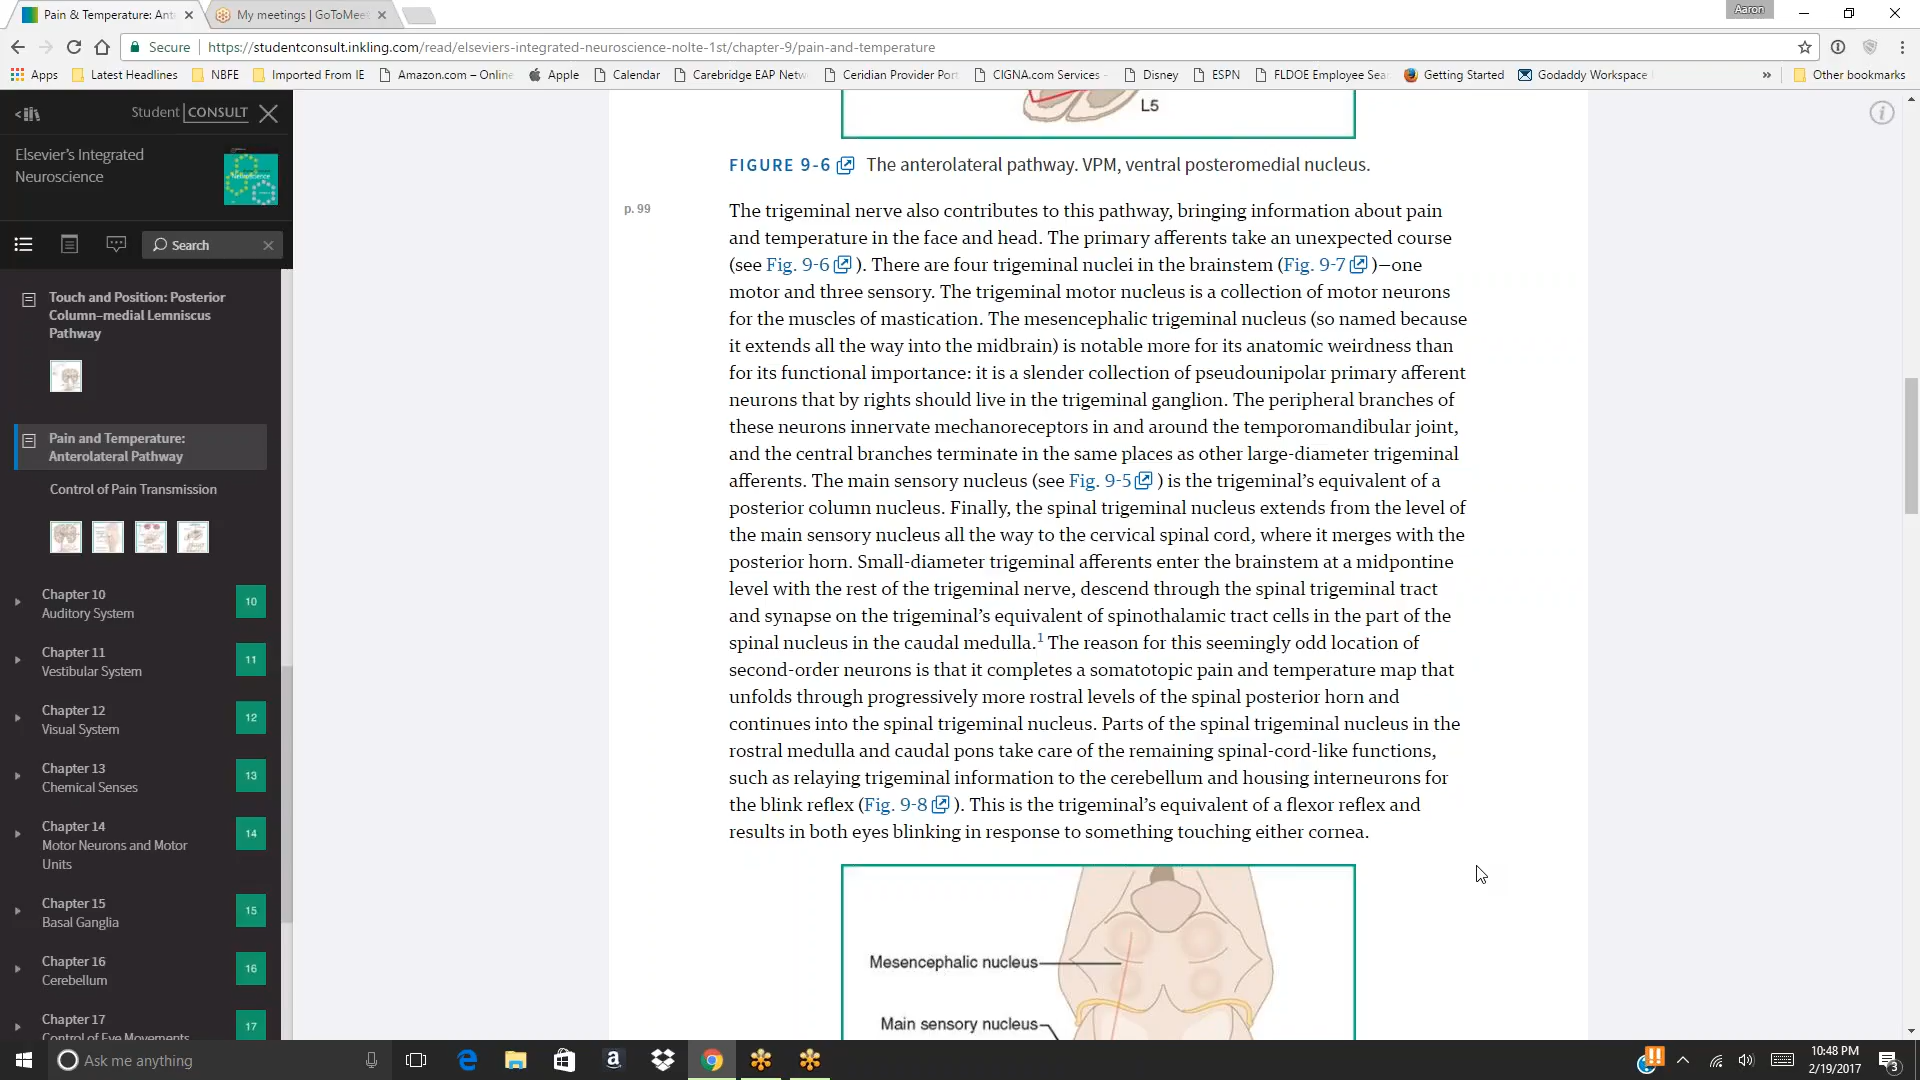 Pain & Temperature: Ant
My meetings | GoToMee
Aaron
Secure
https://studentconsult.inkling.com/read/elseviers-integrated-neuroscience-nolte-1st/chapter-9/pain-and-temperature
Apps
Latest Headlines
NBFE
Imported From IE
Amazon.com – Online
Apple
Calendar
Carebridge EAP Netw
Ceridian Provider Por
CIGNA.com Services -
Disney
ESPN
FLDOE Employee Sea
Getting Started
Godaddy Workspace
»
Other bookmarks
Student CONSULT
Elsevier's Integrated
Neuroscience
Search
Touch and Position: Posterior
Column–medial Lemniscus
Pathway
Pain and Temperature:
Anterolateral Pathway
Control of Pain Transmission
Chapter 10
Auditory System
10
Chapter 11
Vestibular System
11
Chapter 12
Visual System
12
Chapter 13
Chemical Senses
13
Chapter 14
Motor Neurons and Motor
Units
14
Chapter 15
Basal Ganglia
15
Chapter 16
Cerebellum
16
Chapter 17
Control of Eye Movements
17
L5
FIGURE 9-6 The anterolateral pathway. VPM, ventral posteromedial nucleus.
p. 99
The trigeminal nerve also contributes to this pathway, bringing information about pain
and temperature in the face and head. The primary afferents take an unexpected course
(see Fig. 9-6 ). There are four trigeminal nuclei in the brainstem (Fig. 9-7 )—one
motor and three sensory. The trigeminal motor nucleus is a collection of motor neurons
for the muscles of mastication. The mesencephalic trigeminal nucleus (so named because
it extends all the way into the midbrain) is notable more for its anatomic weirdness than
for its functional importance: it is a slender collection of pseudounipolar primary afferent
neurons that by rights should live in the trigeminal ganglion. The peripheral branches of
these neurons innervate mechanoreceptors in and around the temporomandibular joint,
and the central branches terminate in the same places as other large-diameter trigeminal
afferents. The main sensory nucleus (see Fig. 9-5 ) is the trigeminal's equivalent of a
posterior column nucleus. Finally, the spinal trigeminal nucleus extends from the level of
the main sensory nucleus all the way to the cervical spinal cord, where it merges with the
posterior horn. Small-diameter trigeminal afferents enter the brainstem at a midpontine
level with the rest of the trigeminal nerve, descend through the spinal trigeminal tract
and synapse on the trigeminal's equivalent of spinothalamic tract cells in the part of the
spinal nucleus in the caudal medulla.1 The reason for this seemingly odd location of
second-order neurons is that it completes a somatotopic pain and temperature map that
unfolds through progressively more rostral levels of the spinal posterior horn and
continues into the spinal trigeminal nucleus. Parts of the spinal trigeminal nucleus in the
rostral medulla and caudal pons take care of the remaining spinal-cord-like functions,
such as relaying trigeminal information to the cerebellum and housing interneurons for
the blink reflex (Fig. 9-8 ). This is the trigeminal's equivalent of a flexor reflex and
results in both eyes blinking in response to something touching either cornea.
Mesencephalic nucleus
Main sensory nucleus
Ask me anything
10:48 PM
2/19/2017
3